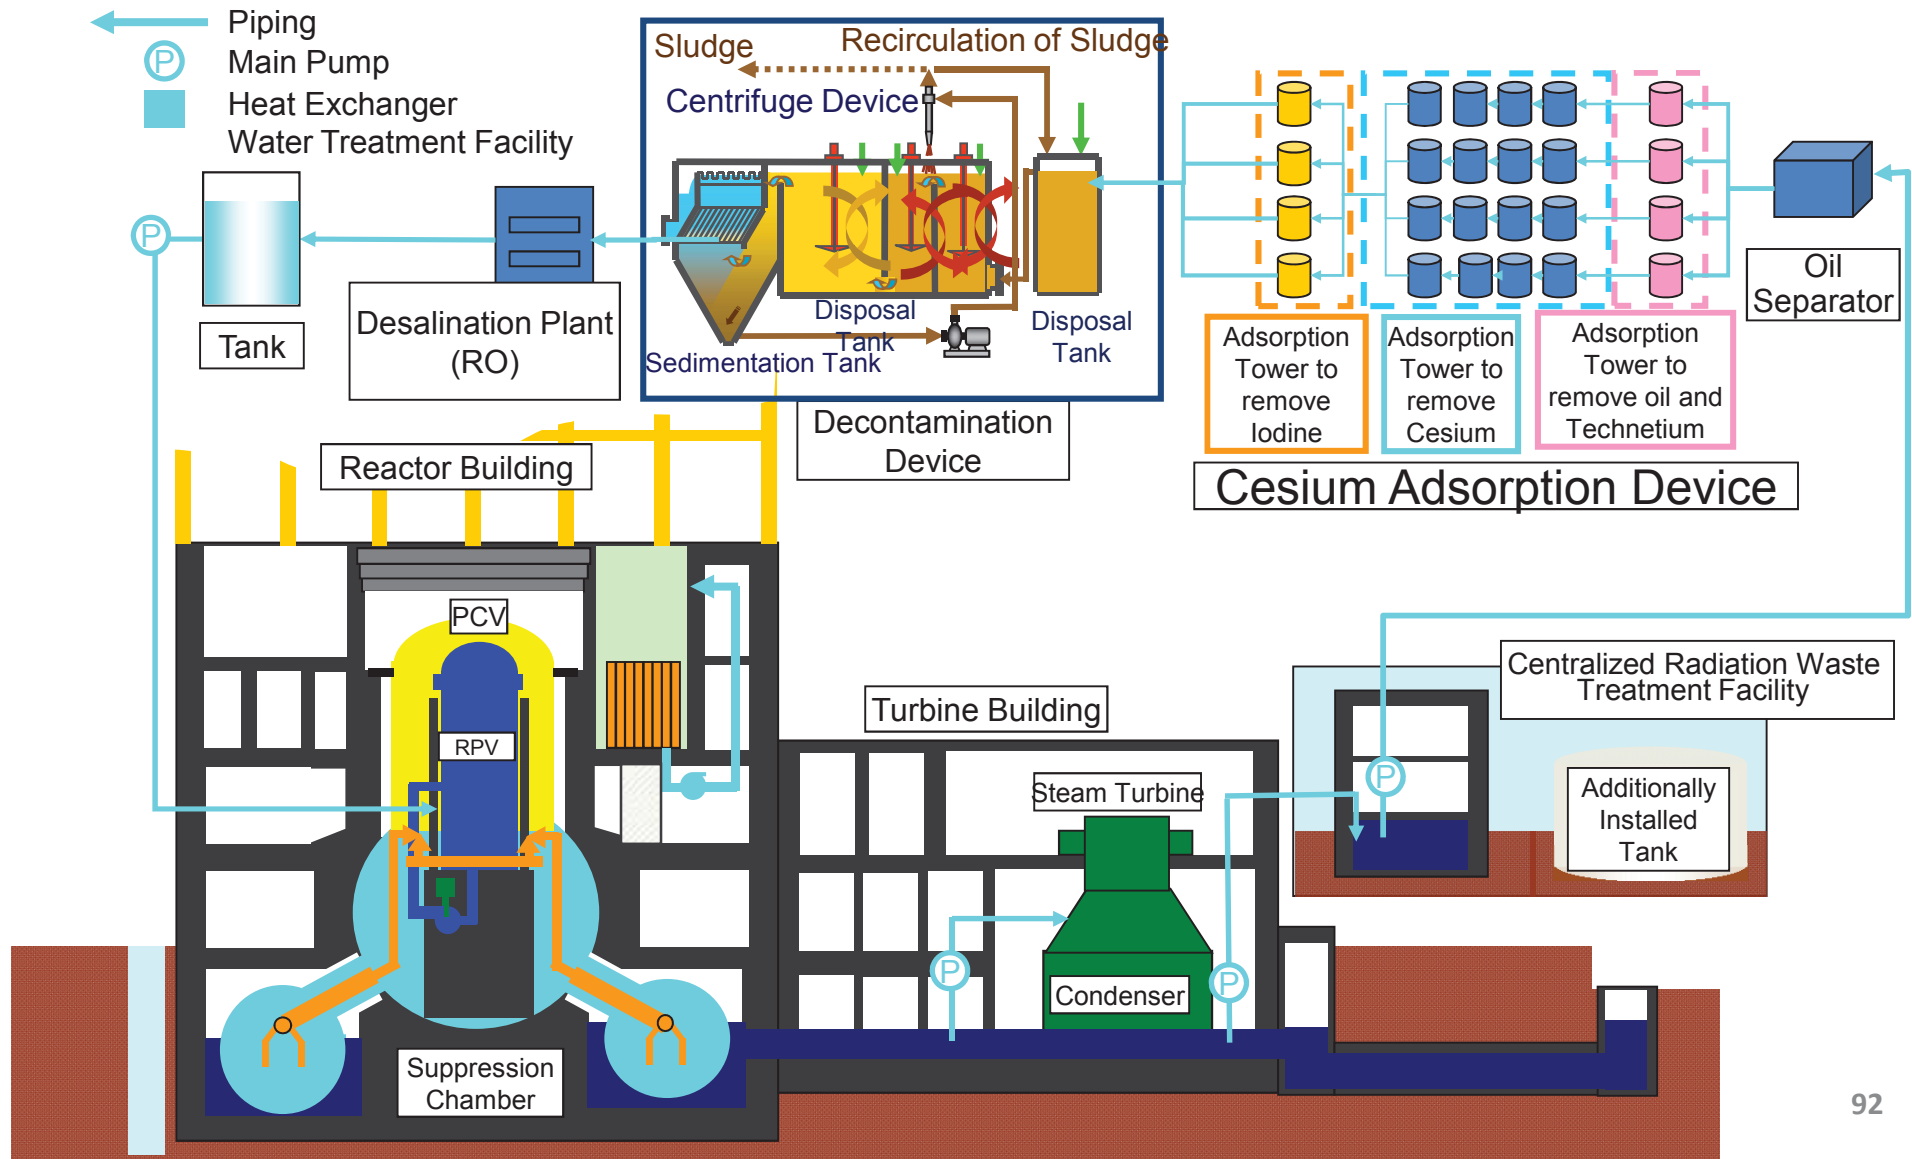 Piping
P
Main Pump
Heat Exchanger
Water Treatment Facility
Sludge
Recirculation of Sludge
Centrifuge Device
P
Tank
Desalination Plant
(RO)
Disposal
Tank
Sedimentation Tank
Disposal
Tank
Decontamination
Device
Adsorption
Tower to
remove
Iodine
Adsorption
Tower to
remove
Cesium
Adsorption
Tower to
remove oil and
Technetium
Oil
Separator
Cesium Adsorption Device
Reactor Building
PCV
RPV
Suppression
Chamber
Turbine Building
Steam Turbine
P
Condenser
P
Centralized Radiation Waste
Treatment Facility
P
Additionally
Installed
Tank
92